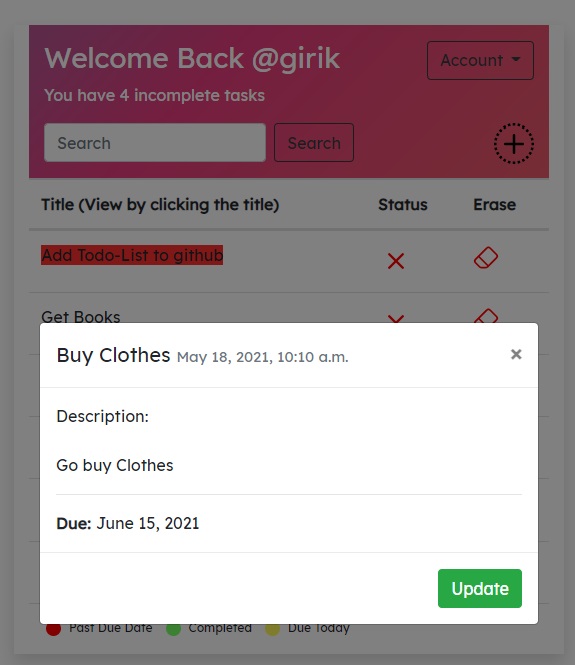 Welcome Back @girik
Account
You have 4 incomplete tasks
Search
Search
Title (View by clicking the title) Status Erase
Add Todo-List to github
Get Books
Buy Clothes May 18, 2021, 10:10 a.m. ×
Description:
Go buy Clothes
Due: June 15, 2021
Update
Past Due Date Completed Due Today